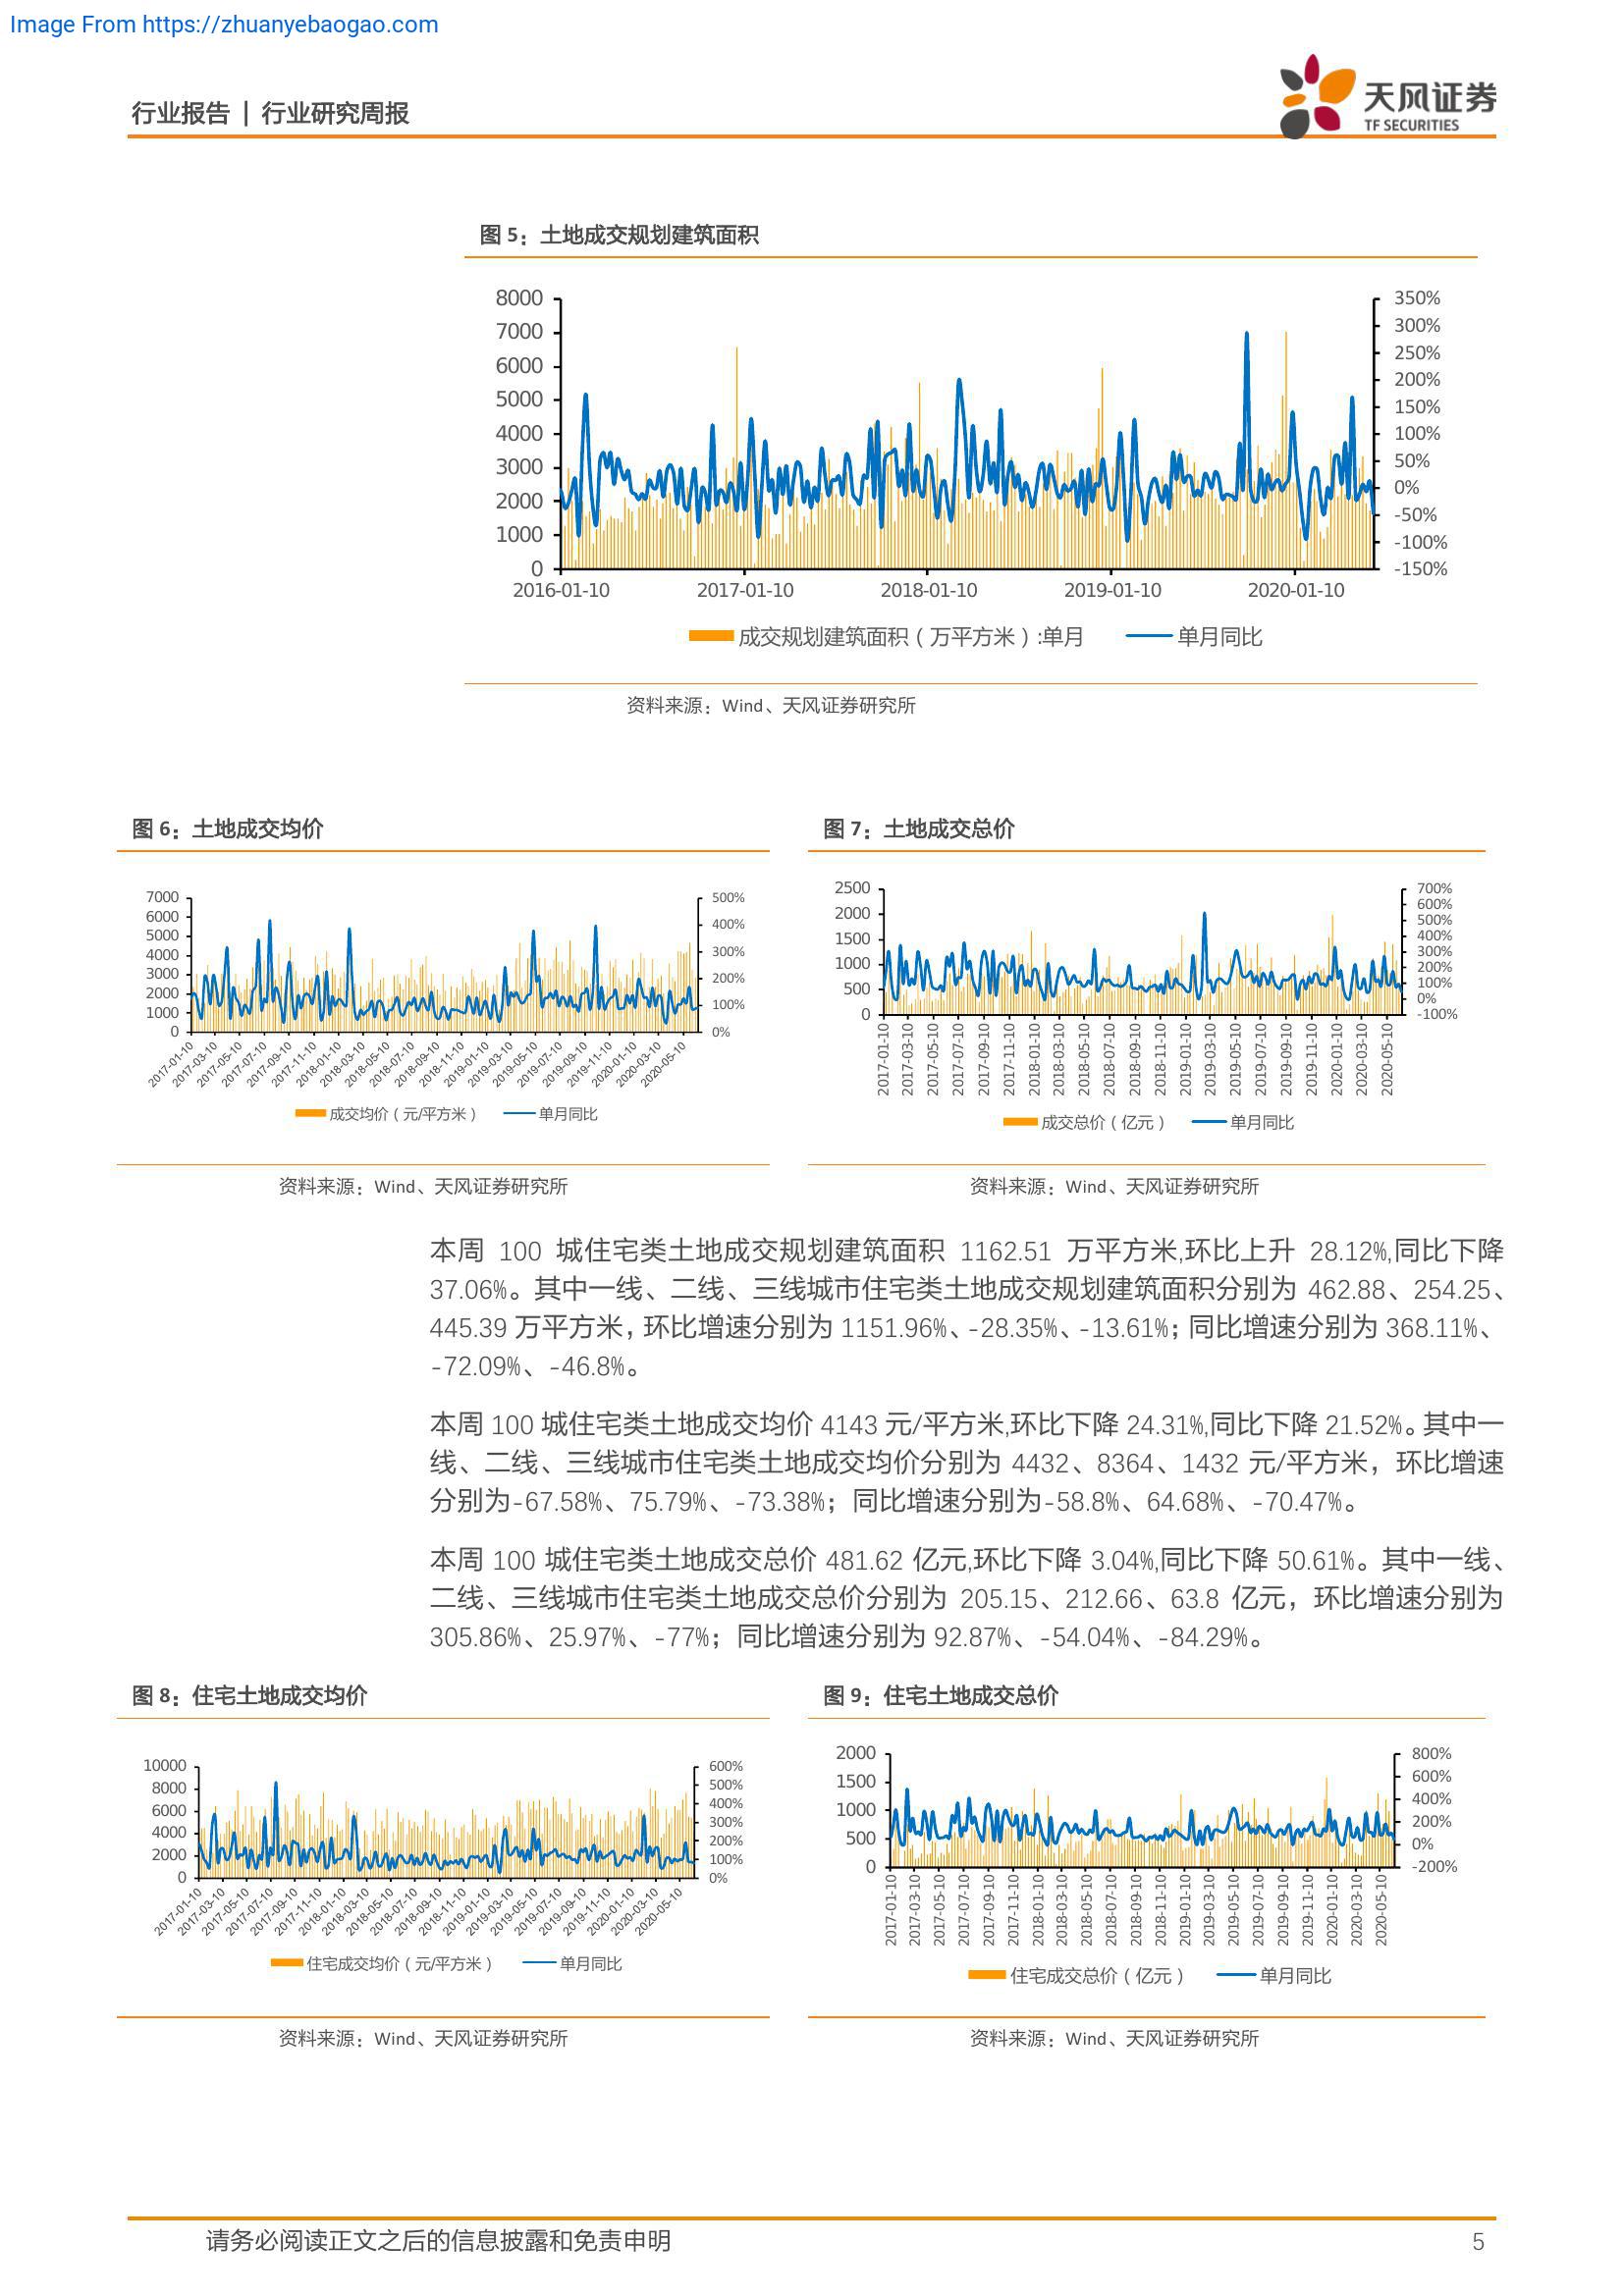 Image From https://zhuanyebaogao.com
行业报告 | 行业研究周报
天风证券
TF SECURITIES
图 5：土地成交规划建筑面积
8000
7000
6000
5000
4000
3000
2000
1000
0
350%
300%
250%
200%
150%
100%
50%
0%
-50%
-100%
-150%
2016-01-10 2017-01-10 2018-01-10 2019-01-10 2020-01-10
成交规划建筑面积（万平方米）:单月 单月同比
资料来源：Wind、天风证券研究所
图 6：土地成交均价
7000
6000
5000
4000
3000
2000
1000
0
500%
400%
300%
200%
100%
0%
2017-01-10 2017-03-10 2017-05-10 2017-07-10 2017-09-10 2017-11-10 2018-01-10 2018-03-10 2018-05-10 2018-07-10 2018-09-10 2018-11-10 2019-01-10 2019-03-10 2019-05-10 2019-07-10 2019-09-10 2019-11-10 2020-01-10 2020-03-10 2020-05-10
成交均价（元/平方米） 单月同比
资料来源：Wind、天风证券研究所
图 7：土地成交总价
2500
2000
1500
1000
500
0
700%
600%
500%
400%
300%
200%
100%
0%
-100%
2017-01-10 2017-03-10 2017-05-10 2017-07-10 2017-09-10 2017-11-10 2018-01-10 2018-03-10 2018-05-10 2018-07-10 2018-09-10 2018-11-10 2019-01-10 2019-03-10 2019-05-10 2019-07-10 2019-09-10 2019-11-10 2020-01-10 2020-03-10 2020-05-10
成交总价（亿元） 单月同比
资料来源：Wind、天风证券研究所
本周 100 城住宅类土地成交规划建筑面积 1162.51 万平方米,环比上升 28.12%,同比下降
37.06%。其中一线、二线、三线城市住宅类土地成交规划建筑面积分别为 462.88、254.25、
445.39 万平方米，环比增速分别为 1151.96%、-28.35%、-13.61%；同比增速分别为 368.11%、
-72.09%、-46.8%。
本周 100 城住宅类土地成交均价 4143 元/平方米,环比下降 24.31%,同比下降 21.52%。其中一
线、二线、三线城市住宅类土地成交均价分别为 4432、8364、1432 元/平方米，环比增速
分别为-67.58%、75.79%、-73.38%；同比增速分别为-58.8%、64.68%、-70.47%。
本周 100 城住宅类土地成交总价 481.62 亿元,环比下降 3.04%,同比下降 50.61%。其中一线、
二线、三线城市住宅类土地成交总价分别为 205.15、212.66、63.8 亿元，环比增速分别为
305.86%、25.97%、-77%；同比增速分别为 92.87%、-54.04%、-84.29%。
图 8：住宅土地成交均价
10000
8000
6000
4000
2000
0
600%
500%
400%
300%
200%
100%
0%
2017-01-10 2017-03-10 2017-05-10 2017-07-10 2017-09-10 2017-11-10 2018-01-10 2018-03-10 2018-05-10 2018-07-10 2018-09-10 2018-11-10 2019-01-10 2019-03-10 2019-05-10 2019-07-10 2019-09-10 2019-11-10 2020-01-10 2020-03-10 2020-05-10
住宅成交均价（元/平方米） 单月同比
资料来源：Wind、天风证券研究所
图 9：住宅土地成交总价
2000
1500
1000
500
0
800%
600%
400%
200%
0%
-200%
2017-01-10 2017-03-10 2017-05-10 2017-07-10 2017-09-10 2017-11-10 2018-01-10 2018-03-10 2018-05-10 2018-07-10 2018-09-10 2018-11-10 2019-01-10 2019-03-10 2019-05-10 2019-07-10 2019-09-10 2019-11-10 2020-01-10 2020-03-10 2020-05-10
住宅成交总价（亿元） 单月同比
资料来源：Wind、天风证券研究所
请务必阅读正文之后的信息披露和免责申明 5